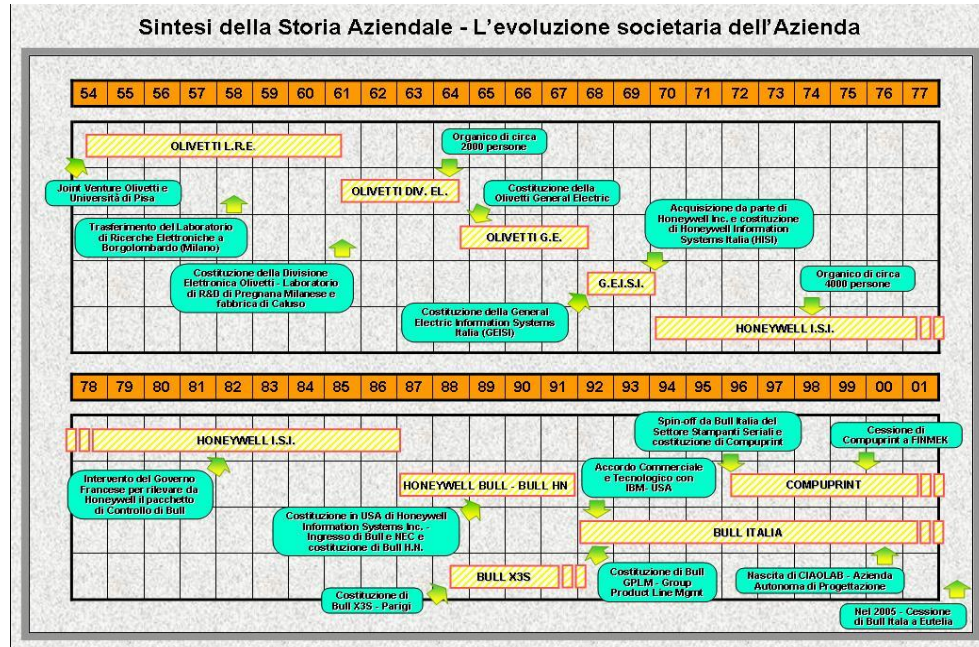 Sintesi della Storia Aziendale - L'evoluzione societaria dell'Azienda
54 55 56 57 58 59 60 61 62 63 64 65 66 67 68 69 70 71 72 73 74 75 76 77
OLIVETTI L.R.E.
Organico di circa
2000 persone
Joint Venture Olivetti e
Università di Pisa
OLIVETTI DIV. EL.
Costituzione della
Olivetti General Electric
Acquisizione da parte di
Honeywell Inc. e costituzione
di Honeywell Information
Systems Italia (HISI)
Trasferimento del Laboratorio
di Ricerche Elettroniche a
Borgolombardo (Milano)
OLIVETTI G.E.
Costituzione della Divisione
Elettronica Olivetti - Laboratorio
di R&D di Pregnana Milanese e
fabbrica di Caluso
G.E.I.S.I.
Organico di circa
4000 persone
Costituzione della General
Electric Information Systems
Italia (GEISI)
HONEYWELL I.S.I.
78 79 80 81 82 83 84 85 86 87 88 89 90 91 92 93 94 95 96 97 98 99 00 01
HONEYWELL I.S.I.
Spin-off da Bull Italia del
Settore Stampanti Seriali e
costituzione di Compuprint
Cessione di
Compuprint a FINMEK
Intervento del Governo
Francese per rilevare da
Honeywell il pacchetto
di Controllo di Bull
HONEYWELL BULL - BULL HN
Accordo Commerciale
e Tecnologico con
IBM- USA
COMPUPRINT
Costituzione in USA di Honeywell
Information Systems Inc. -
Ingresso di Bull e NEC e
costituzione di Bull H.N.
BULL ITALIA
BULL X3S
Costituzione di
Bull X3S - Parigi
Costituzione di Bull
GPLM - Group
Product Line Mgmt
Nascita di CIAOLAB - Azienda
Autonoma di Progettazione
Nel 2005 - Cessione
di Bull Itala a Eutelia